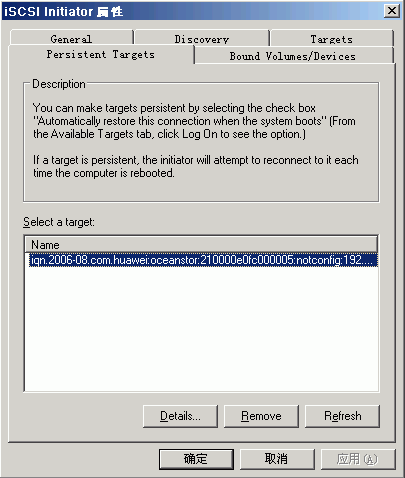 iSCSI Initiator 属性
General Discovery Targets
Persistent Targets Bound Volumes/Devices
Description
You can make targets persistent by selecting the check box
"Automatically restore this connection when the system boots" (From
the Available Targets tab, click Log On to see the option.)
If a target is persistent, the initiator will attempt to reconnect to it each
time the computer is rebooted.
Select a target:
Name
iqn.2006-08.com.huawei:oceanstor:210000e0fc000005:notconfig:192....
Details... Remove Refresh
确定 取消 应用(A)